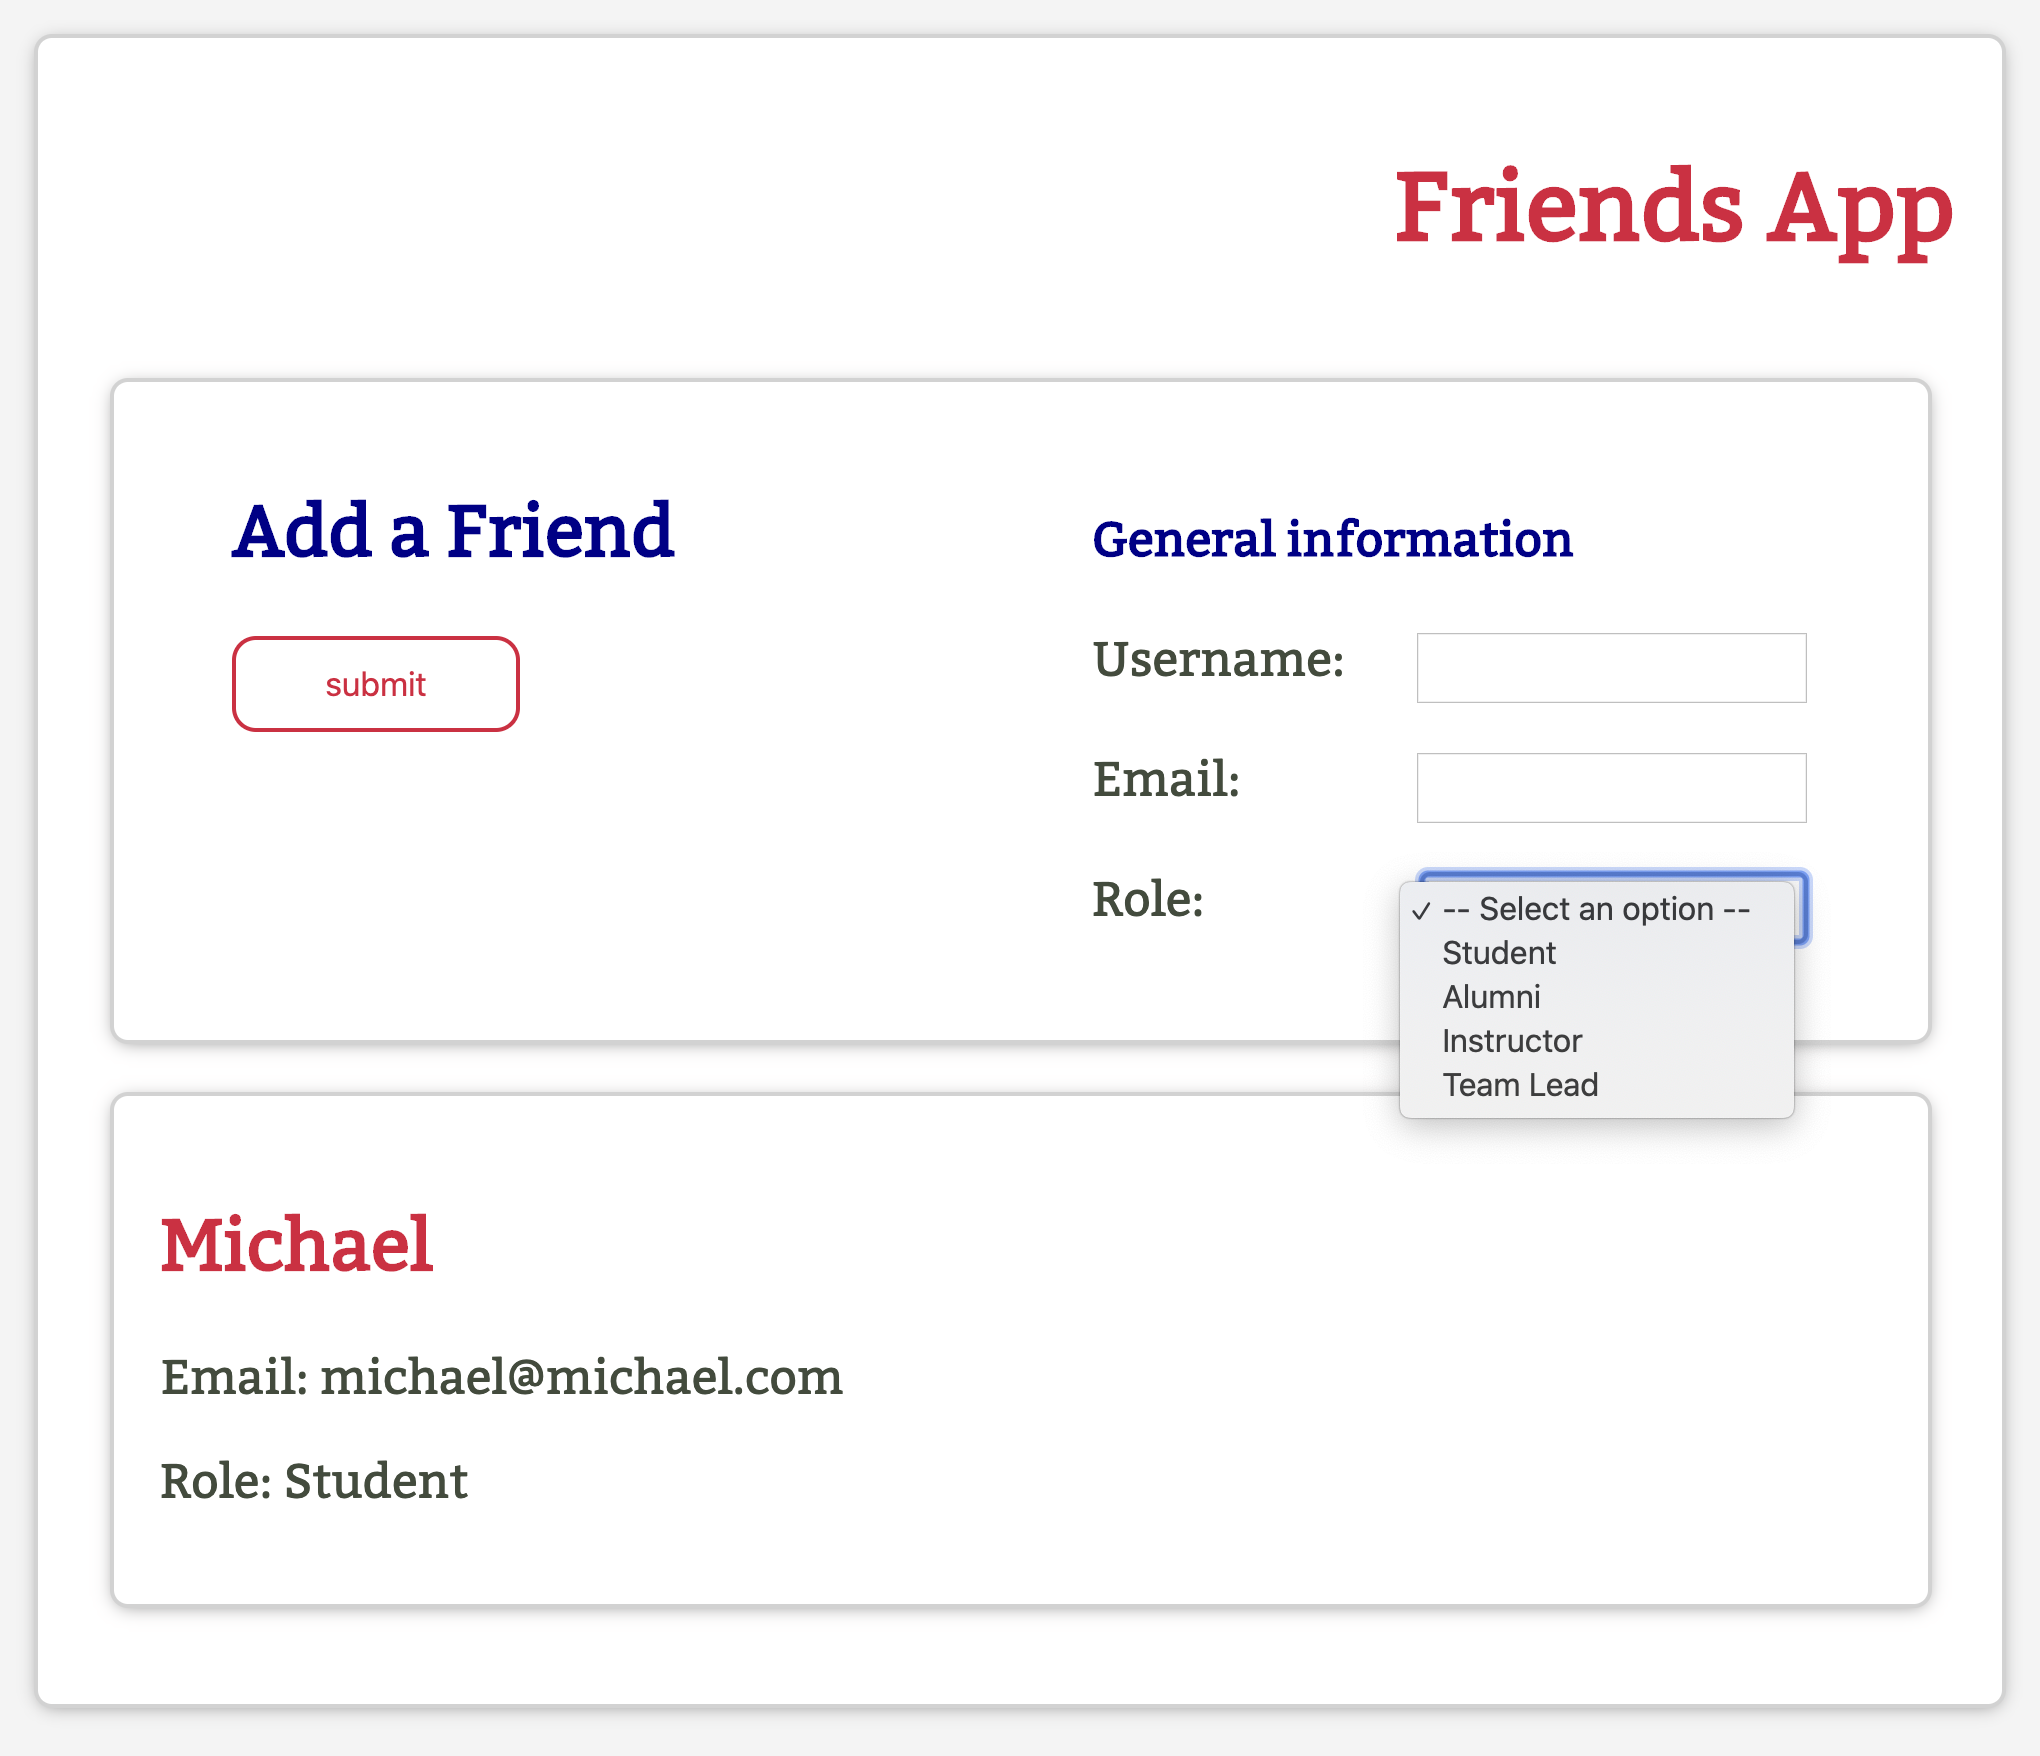 Friends App
Add a Friend
submit
General information
Username:
Email:
Role:
✓ -- Select an option --
Student
Alumni
Instructor
Team Lead
Michael
Email: michael@michael.com
Role: Student